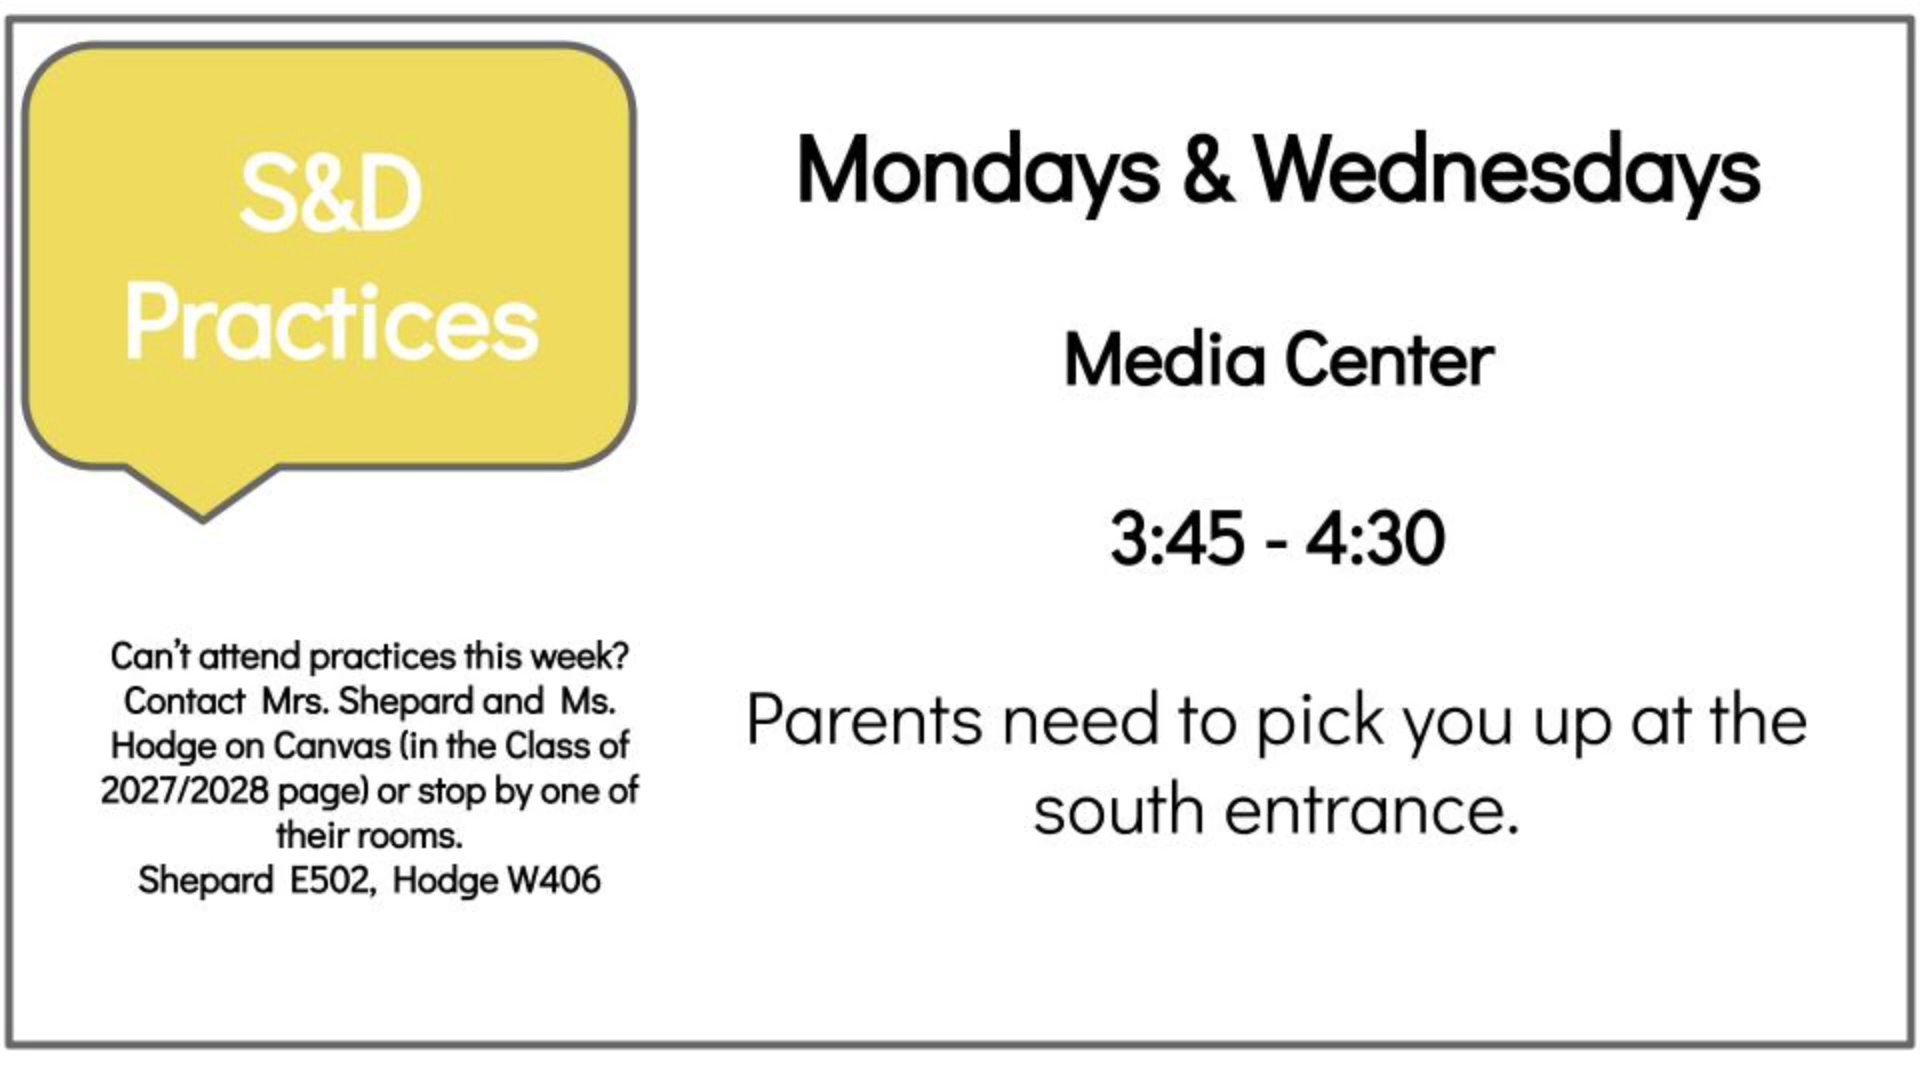 S&D
Practices
Mondays & Wednesdays
Media Center
3:45 - 4:30
Parents need to pick you up at the
south entrance.
Can't attend practices this week?
Contact Mrs. Shepard and Ms.
Hodge on Canvas (in the Class of
2027/2028 page) or stop by one of
their rooms.
Shepard E502, Hodge W406